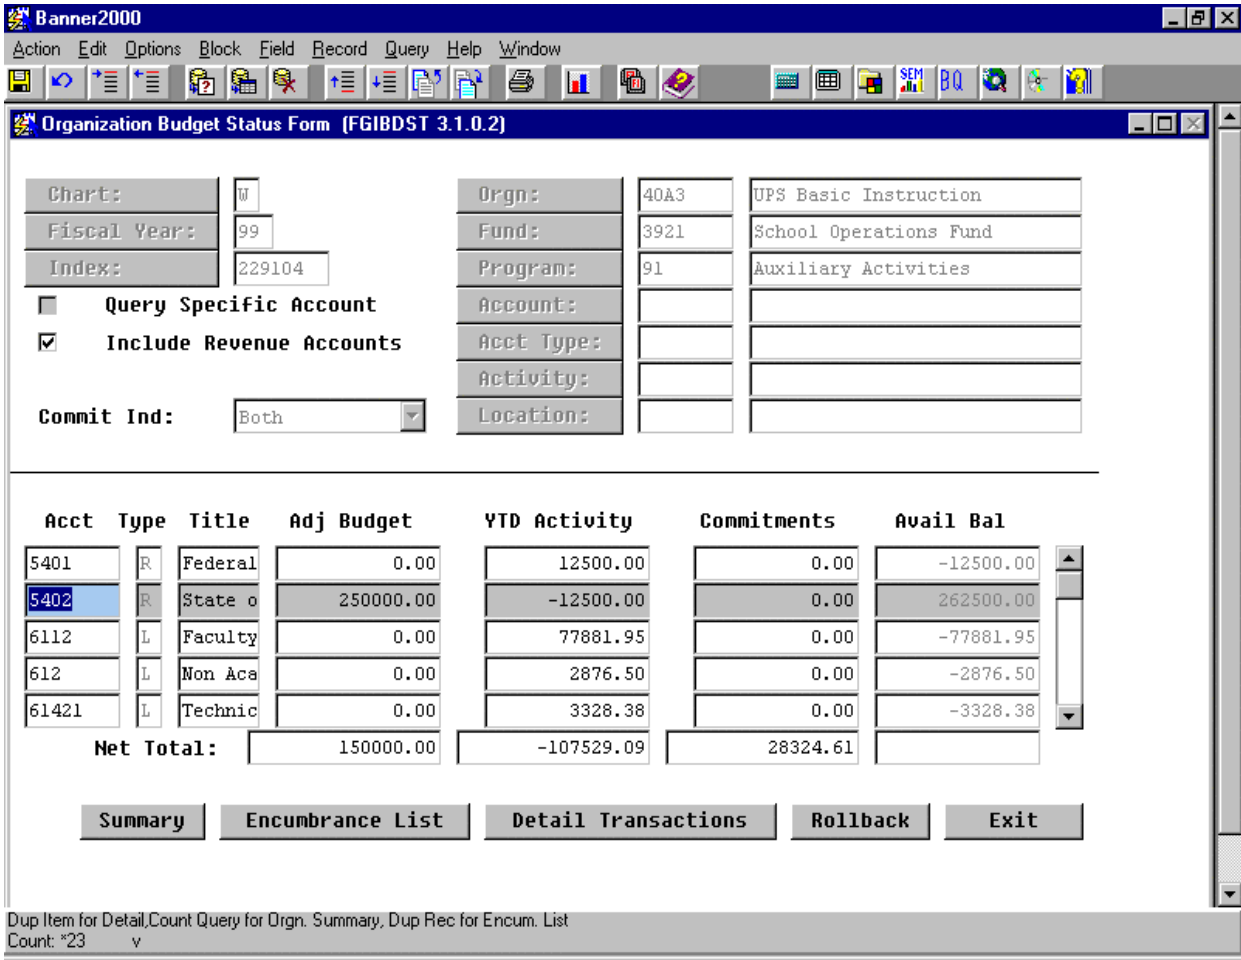 Banner2000
Action Edit Options Block Field Record Query Help Window
SEM BQ
Organization Budget Status Form (FGIBDST 3.1.0.2)
Chart: W Orgn: 40A3 UPS Basic Instruction
Fiscal Year: 99 Fund: 3921 School Operations Fund
Index: 229104 Program: 91 Auxiliary Activities
Query Specific Account Account:
Include Revenue Accounts Acct Type:
Activity:
Commit Ind: Both Location:
Acct Type Title Adj Budget YTD Activity Commitments Avail Bal
5401 R Federal 0.00 12500.00 0.00 -12500.00
5402 R State o 250000.00 -12500.00 0.00 262500.00
6112 L Faculty 0.00 77881.95 0.00 -77881.95
612 L Non Aca 0.00 2876.50 0.00 -2876.50
61421 L Technic 0.00 3328.38 0.00 -3328.38
Net Total: 150000.00 -107529.09 28324.61
Summary Encumbrance List Detail Transactions Rollback Exit
Dup Item for Detail,Count Query for Orgn. Summary, Dup Rec for Encum. List
Count: *23 v